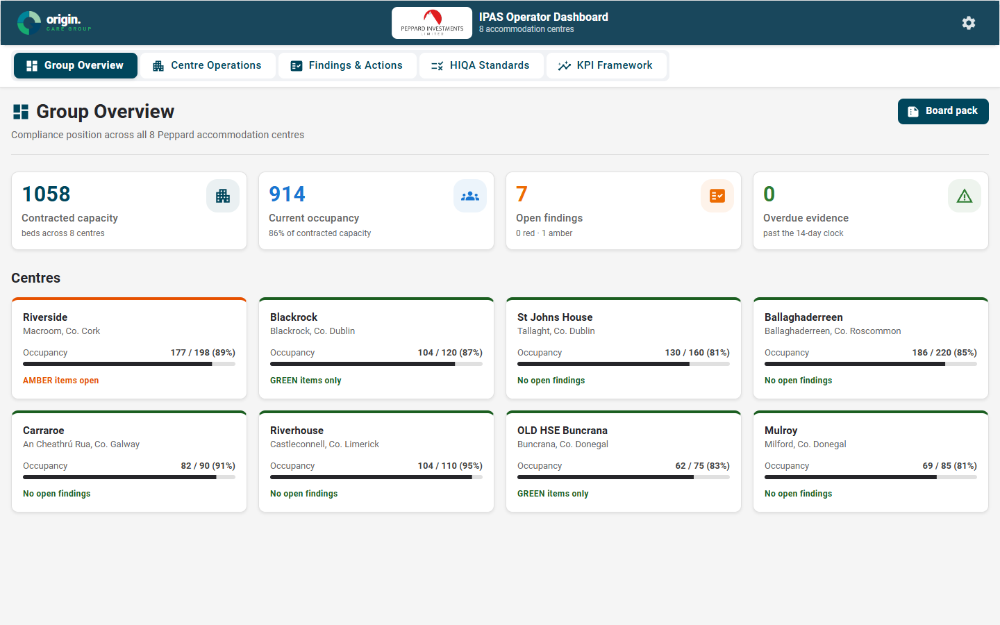 origin.
CARE GROUP
PEPPARD INVESTMENTS
LIMITED
IPAS Operator Dashboard
8 accommodation centres
Group Overview
Centre Operations
Findings & Actions
HIQA Standards
KPI Framework
Group Overview
Board pack
Compliance position across all 8 Peppard accommodation centres
1058
Contracted capacity
beds across 8 centres
914
Current occupancy
86% of contracted capacity
7
Open findings
0 red · 1 amber
0
Overdue evidence
past the 14-day clock
Centres
Riverside
Macroom, Co. Cork
Occupancy 177 / 198 (89%)
AMBER items open
Blackrock
Blackrock, Co. Dublin
Occupancy 104 / 120 (87%)
GREEN items only
St Johns House
Tallaght, Co. Dublin
Occupancy 130 / 160 (81%)
No open findings
Ballaghaderreen
Ballaghaderreen, Co. Roscommon
Occupancy 186 / 220 (85%)
No open findings
Carraroe
An Cheathrú Rua, Co. Galway
Occupancy 82 / 90 (91%)
No open findings
Riverhouse
Castleconnell, Co. Limerick
Occupancy 104 / 110 (95%)
No open findings
OLD HSE Buncrana
Buncrana, Co. Donegal
Occupancy 62 / 75 (83%)
GREEN items only
Mulroy
Milford, Co. Donegal
Occupancy 69 / 85 (81%)
No open findings